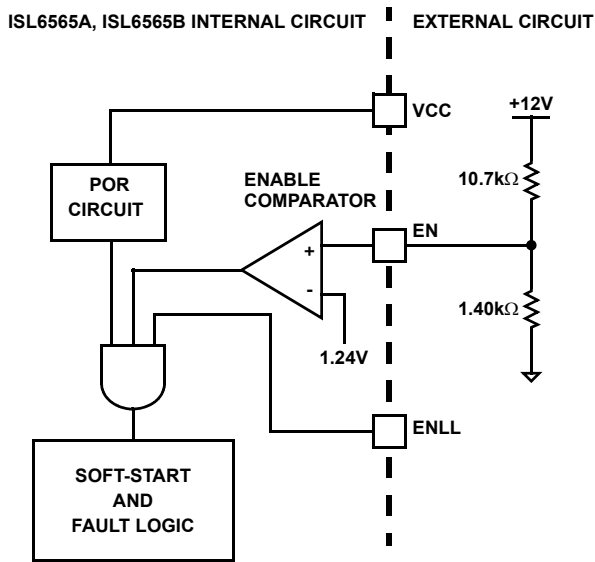 ISL6565A, ISL6565B INTERNAL CIRCUIT
EXTERNAL CIRCUIT
VCC
+12V
POR
CIRCUIT
ENABLE
COMPARATOR
10.7kΩ
EN
+
-
1.24V
1.40kΩ
ENLL
SOFT-START
AND
FAULT LOGIC